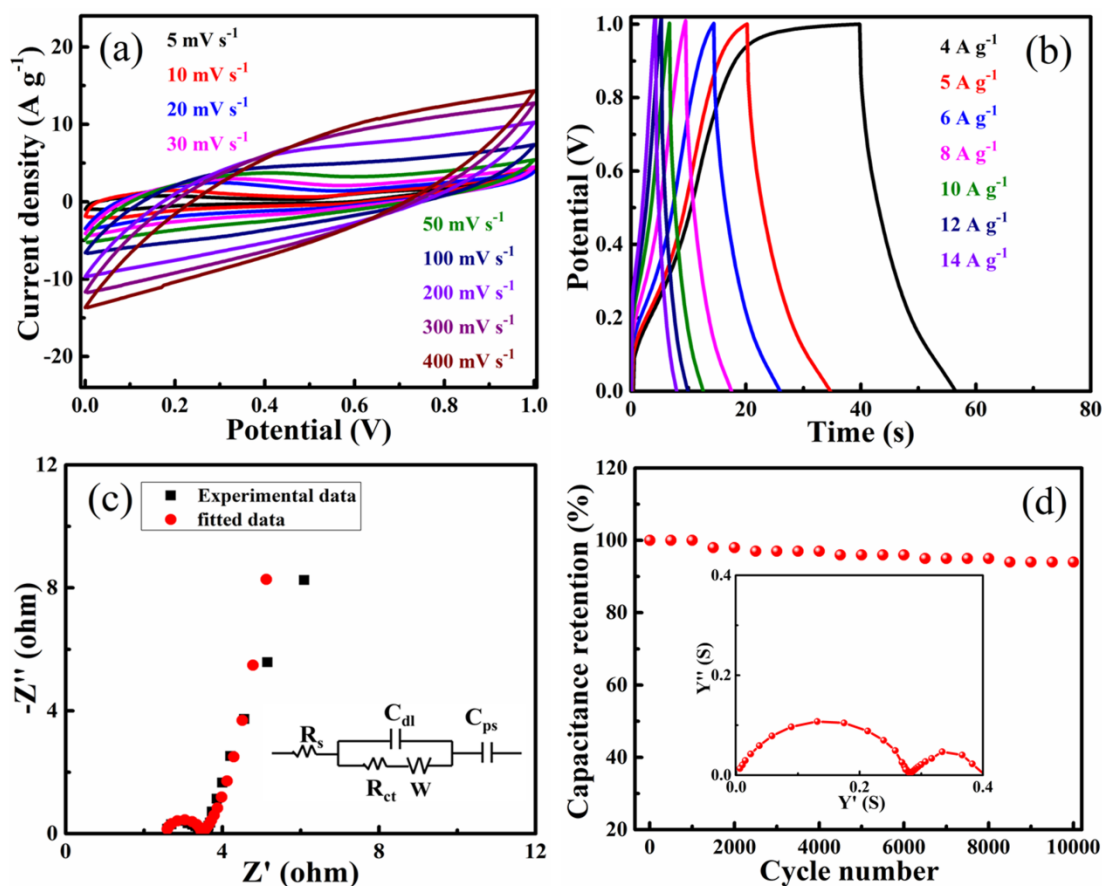 (a)
5 mV s⁻¹
10 mV s⁻¹
20 mV s⁻¹
30 mV s⁻¹
50 mV s⁻¹
100 mV s⁻¹
200 mV s⁻¹
300 mV s⁻¹
400 mV s⁻¹
Current density (A g⁻¹)
20
10
0
-10
-20
0.0 0.2 0.4 0.6 0.8 1.0
Potential (V)
(b)
4 A g⁻¹
5 A g⁻¹
6 A g⁻¹
8 A g⁻¹
10 A g⁻¹
12 A g⁻¹
14 A g⁻¹
Potential (V)
1.0
0.8
0.6
0.4
0.2
0.0
0 20 40 60 80
Time (s)
(c)
Experimental data
fitted data
-Z'' (ohm)
12
8
4
0
R_s
C_dl
C_ps
R_ct
W
0 4 8 12
Z' (ohm)
(d)
Capacitance retention (%)
120
100
80
60
40
20
Y'' (S)
0.4
0.2
0.0
0.0 0.2 0.4
Y' (S)
0 2000 4000 6000 8000 10000
Cycle number